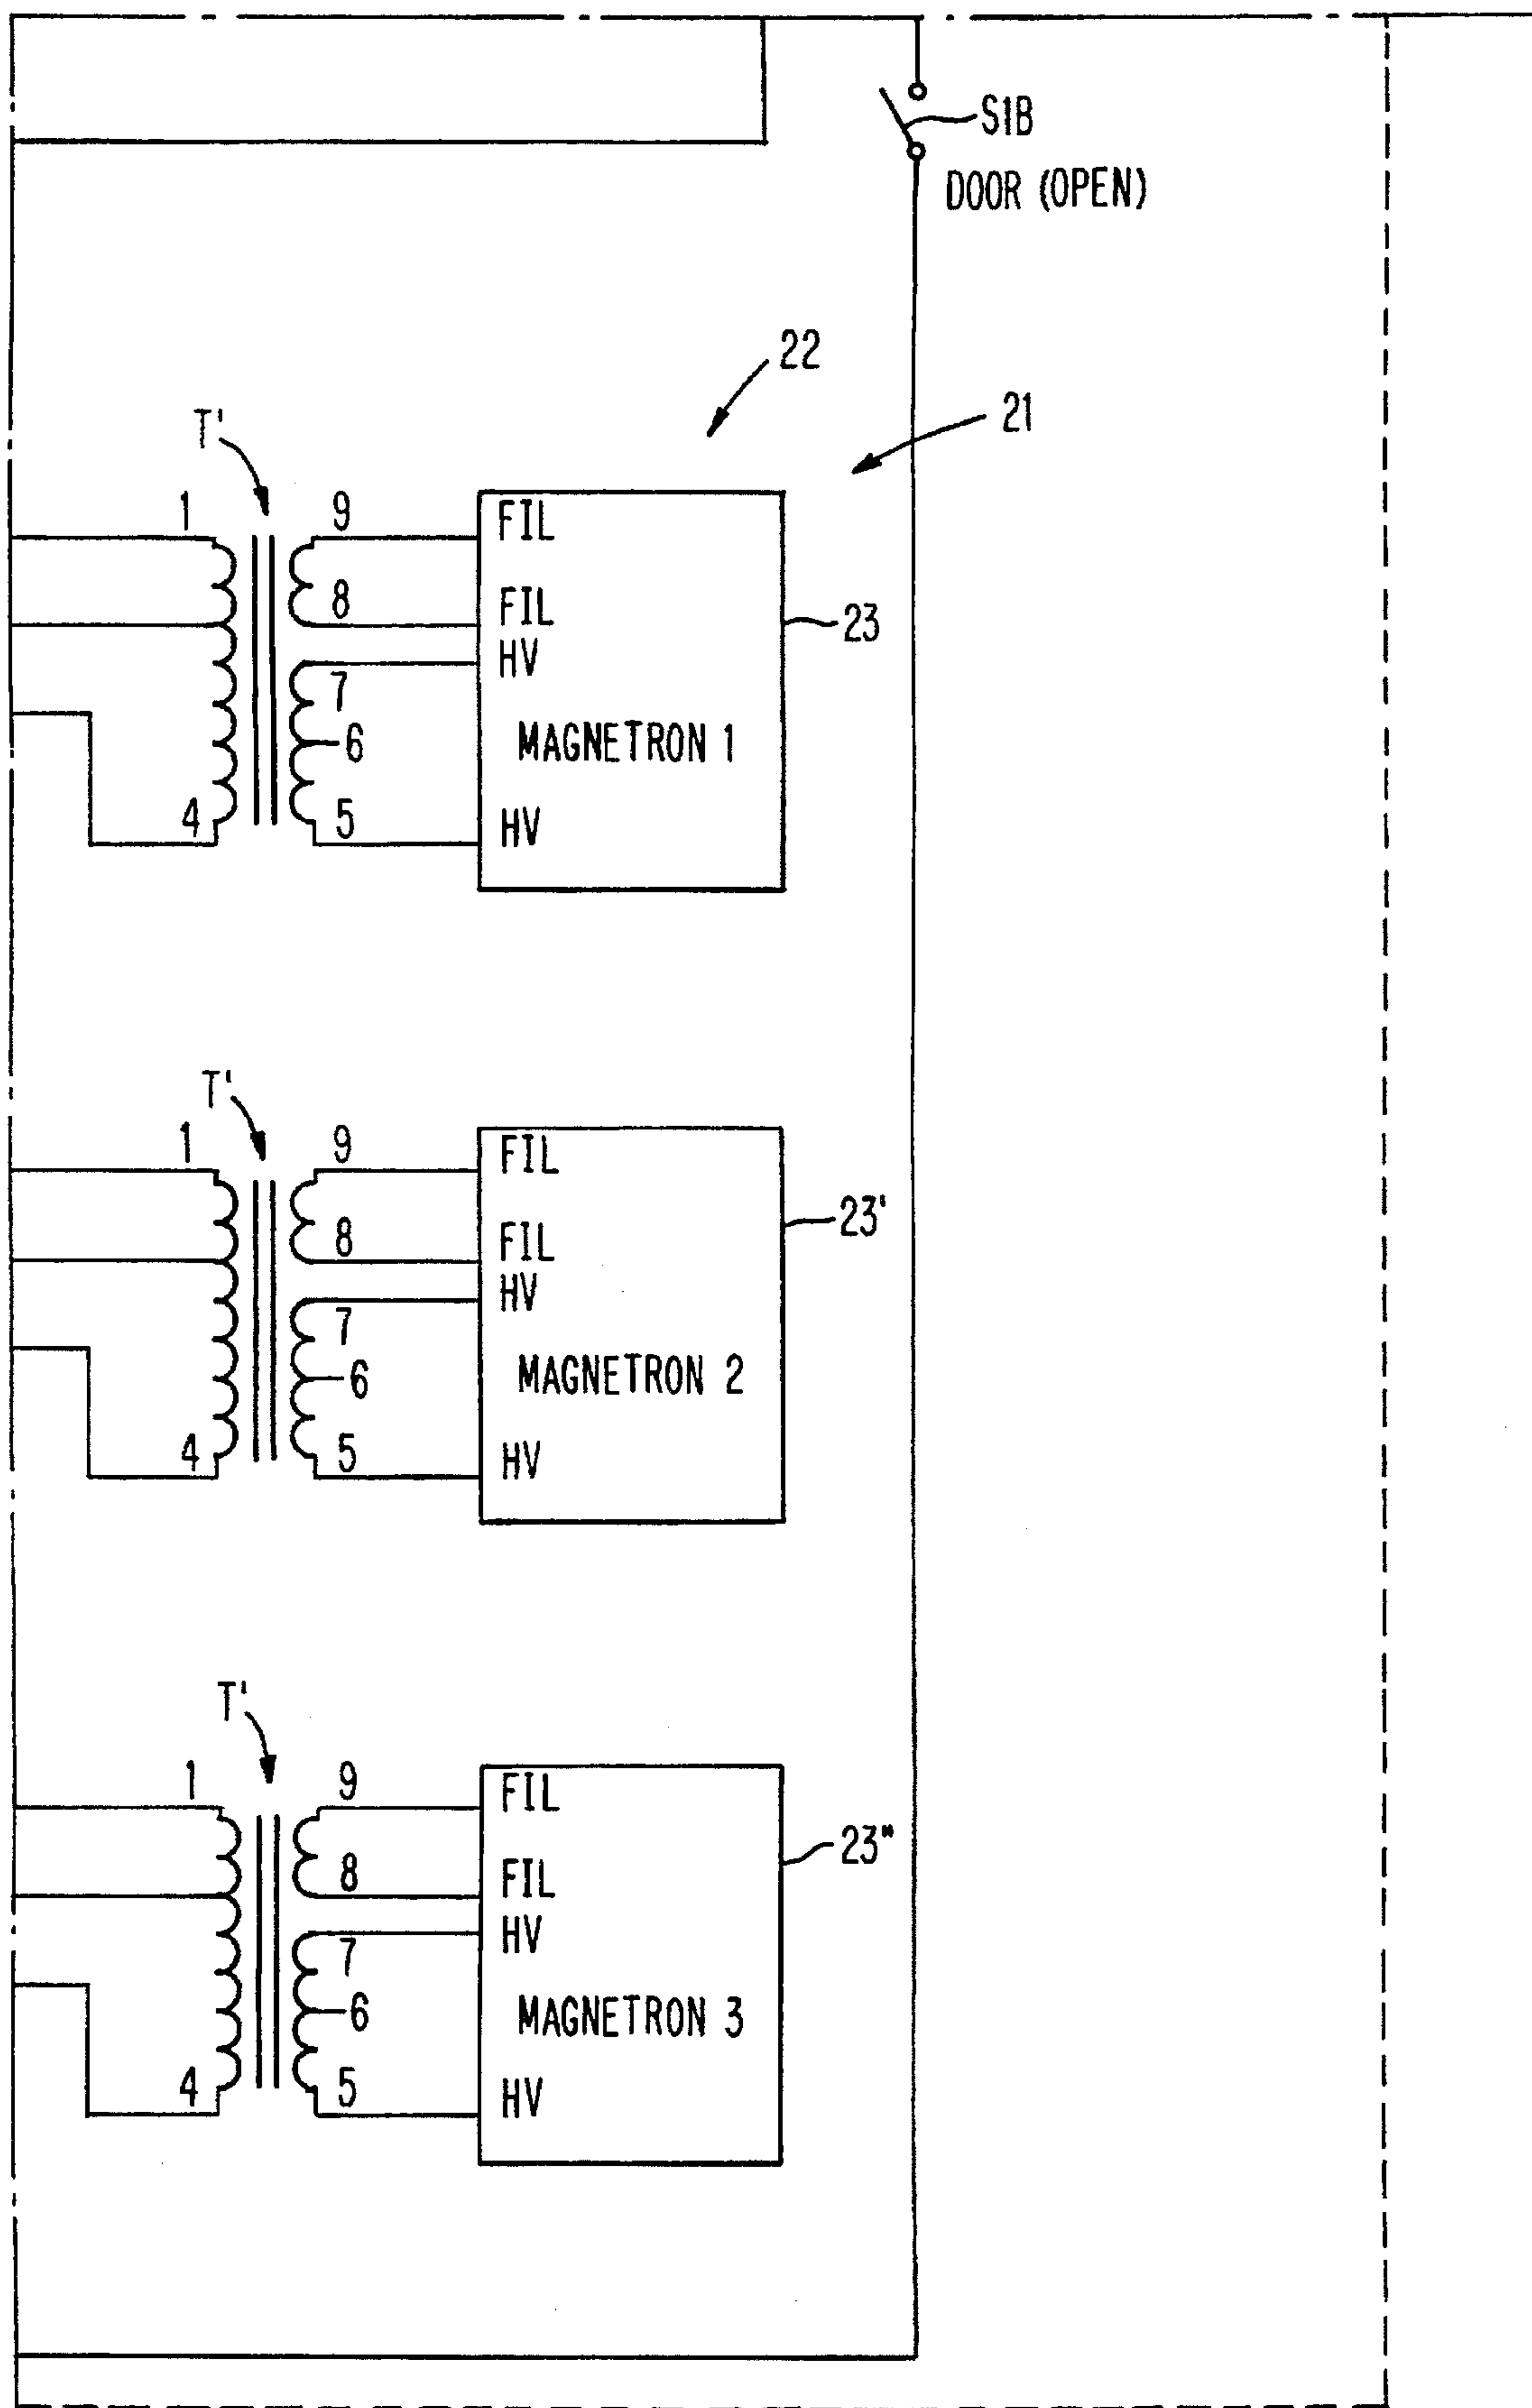 S1B
DOOR (OPEN)
22
21
T'
1
9
FIL
8
FIL
23
HV
7
6
MAGNETRON 1
4
5
HV
T'
1
9
FIL
23'
8
FIL
HV
7
6
MAGNETRON 2
4
5
HV
T'
1
9
FIL
23"
8
FIL
HV
7
6
MAGNETRON 3
4
5
HV